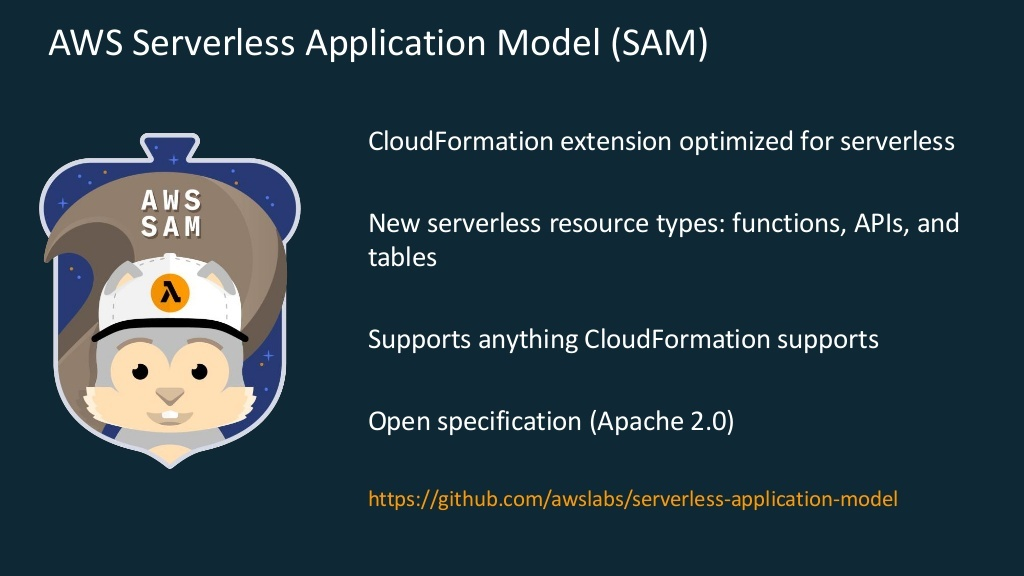 AWS Serverless Application Model (SAM)
AWS
SAM
λ
CloudFormation extension optimized for serverless
New serverless resource types: functions, APIs, and
tables
Supports anything CloudFormation supports
Open specification (Apache 2.0)
https://github.com/awslabs/serverless-application-model